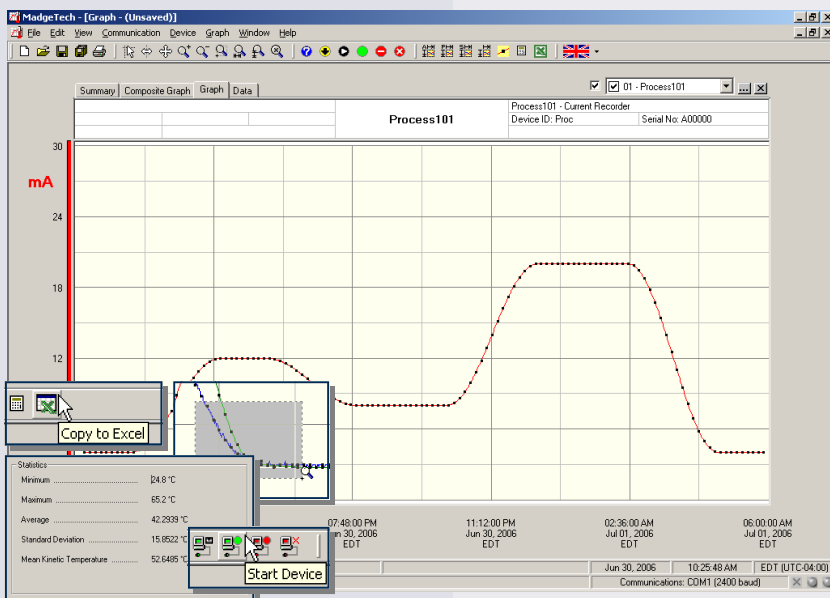 MadgeTech - [Graph - (Unsaved)]
File Edit View Communication Device Graph Window Help
Summary Composite Graph Graph Data
01 - Process101
Process101
Process101 - Current Recorder
Device ID: Proc Serial No: A00000
30
mA
24
18
12
Copy to Excel
Statistics
Minimum 24.8 °C
Maximum 65.2 °C
Average 42.2939 °C
Standard Deviation 15.8522 °C
Mean Kinetic Temperature 52.6485 °C
Start Device
07:48:00 PM 11:12:00 PM 02:36:00 AM 06:00:00 AM
un 30, 2006 Jun 30, 2006 Jul 01, 2006 Jul 01, 2006
EDT EDT EDT EDT
Jun 30, 2006 10:25:48 AM EDT (UTC-04:00)
Communications: COM1 (2400 baud)